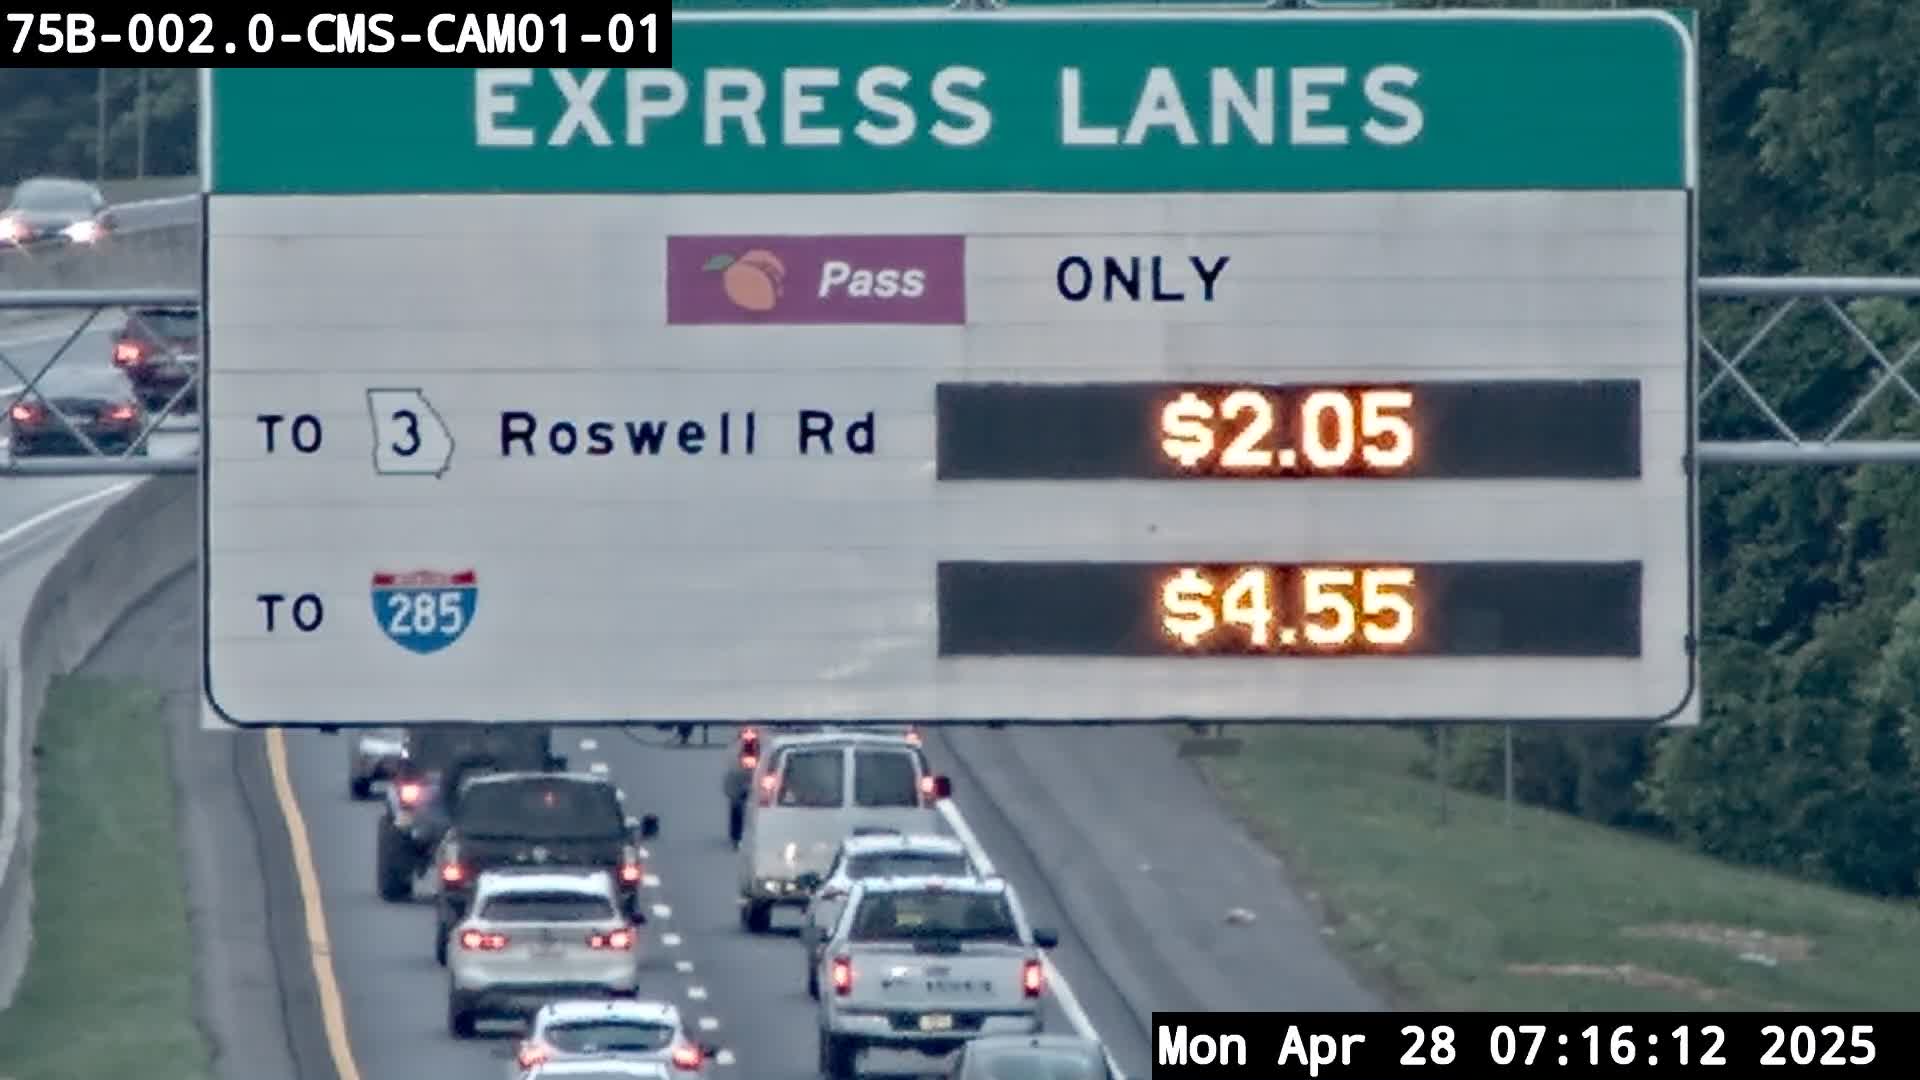 75B-002.0-CMS-CAM01-01
EXPRESS LANES
Pass ONLY
TO 3 Roswell Rd $2.05
TO 285 $4.55
Mon Apr 28 07:16:12 2025